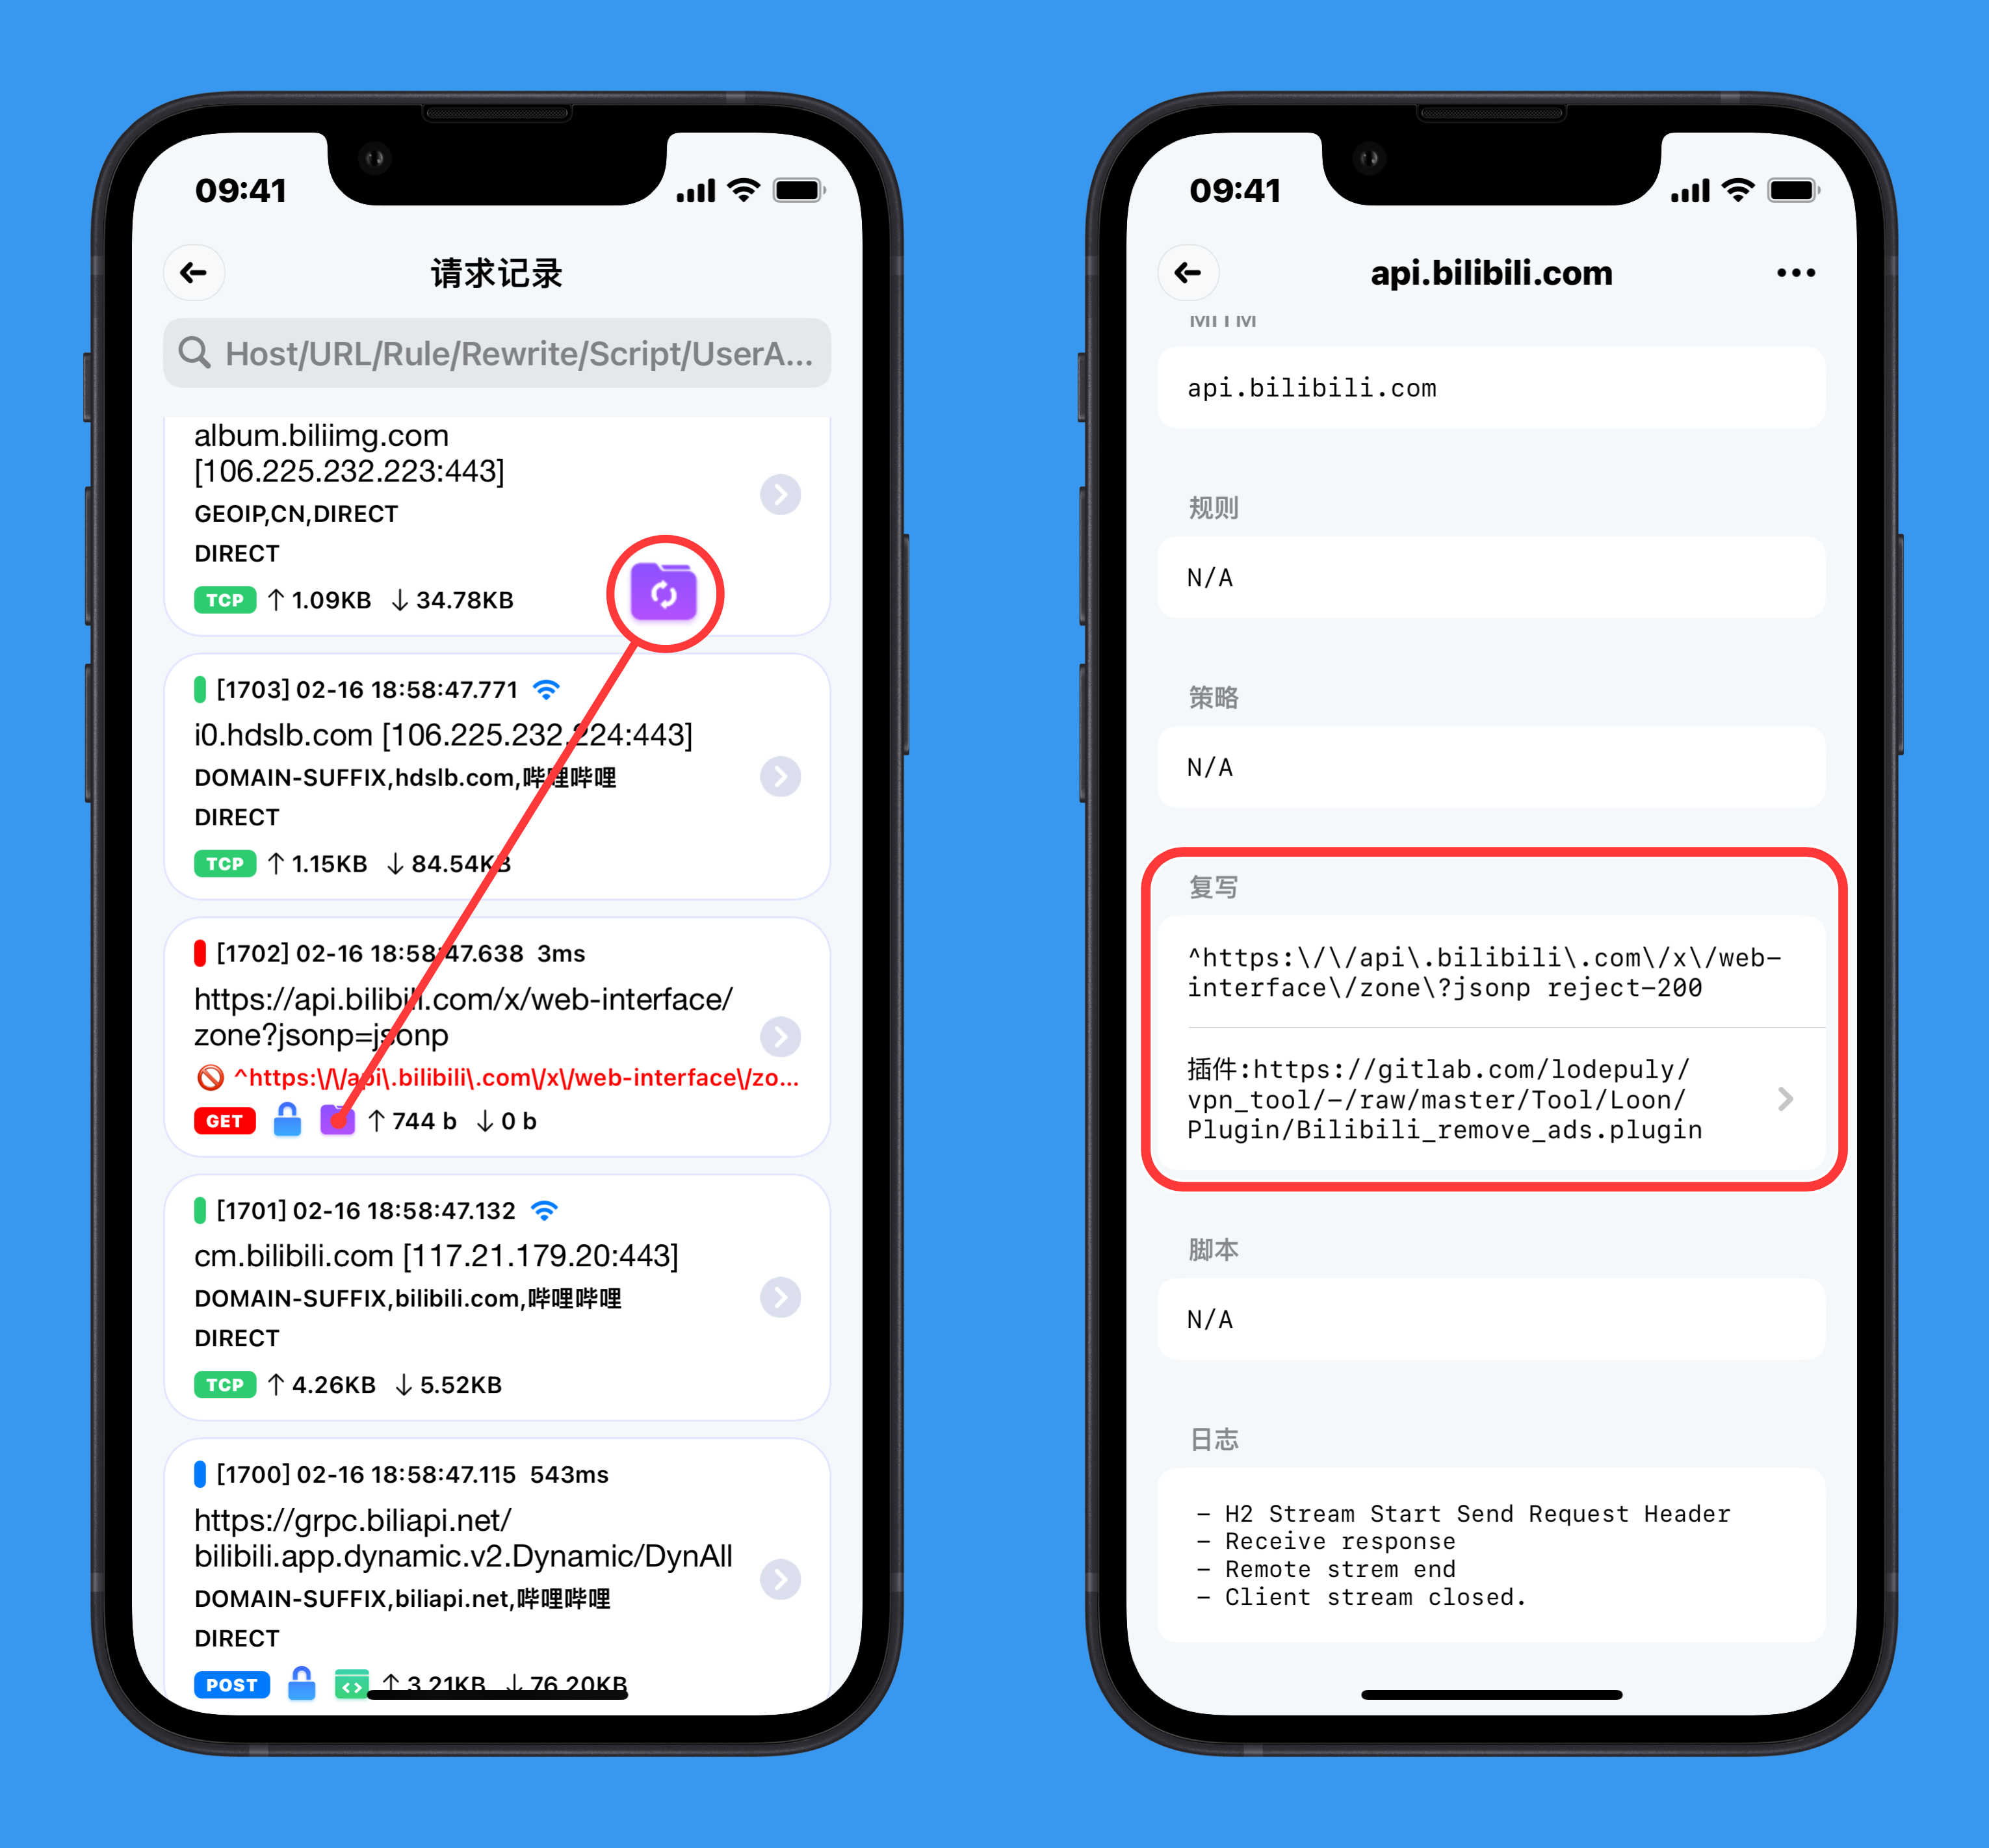 09:41
请求记录
Host/URL/Rule/Rewrite/Script/UserA...
album.biliimg.com
[106.225.232.223:443]
GEOIP,CN,DIRECT
DIRECT
TCP ↑ 1.09KB ↓ 34.78KB
[1703] 02-16 18:58:47.771
i0.hdslb.com [106.225.232.224:443]
DOMAIN-SUFFIX,hdslb.com,哔哩哔哩
DIRECT
TCP ↑ 1.15KB ↓ 84.54KB
[1702] 02-16 18:58:47.638 3ms
https://api.bilibili.com/x/web-interface/
zone?jsonp=jsonp
^https:\/\/api\.bilibili\.com\/x\/web-interface\/zo...
GET ↑ 744 b ↓ 0 b
[1701] 02-16 18:58:47.132
cm.bilibili.com [117.21.179.20:443]
DOMAIN-SUFFIX,bilibili.com,哔哩哔哩
DIRECT
TCP ↑ 4.26KB ↓ 5.52KB
[1700] 02-16 18:58:47.115 543ms
https://grpc.biliapi.net/
bilibili.app.dynamic.v2.Dynamic/DynAll
DOMAIN-SUFFIX,biliapi.net,哔哩哔哩
DIRECT
POST ↑ 3.21KB ↓ 76.20KB
09:41
api.bilibili.com
MITM
api.bilibili.com
规则
N/A
策略
N/A
复写
^https:\/\/api\.bilibili\.com\/x\/web-
interface\/zone\?jsonp reject-200
插件:https://gitlab.com/lodepuly/
vpn_tool/-/raw/master/Tool/Loon/
Plugin/Bilibili_remove_ads.plugin
脚本
N/A
日志
- H2 Stream Start Send Request Header
- Receive response
- Remote strem end
- Client stream closed.